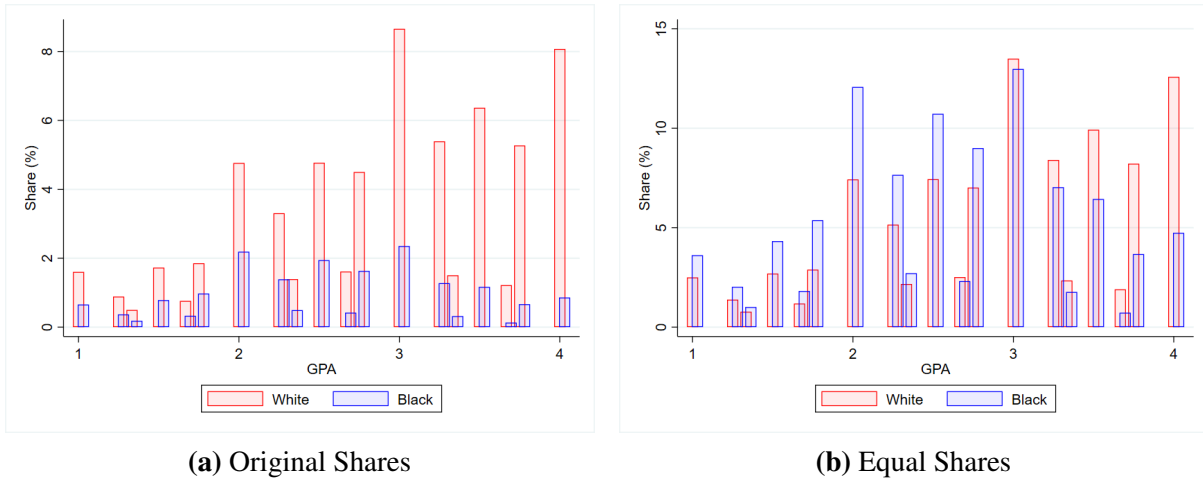 8
6
4
2
0
Share (%)
1 2 3 4
GPA
White Black
(a) Original Shares
15
10
5
0
Share (%)
1 2 3 4
GPA
White Black
(b) Equal Shares